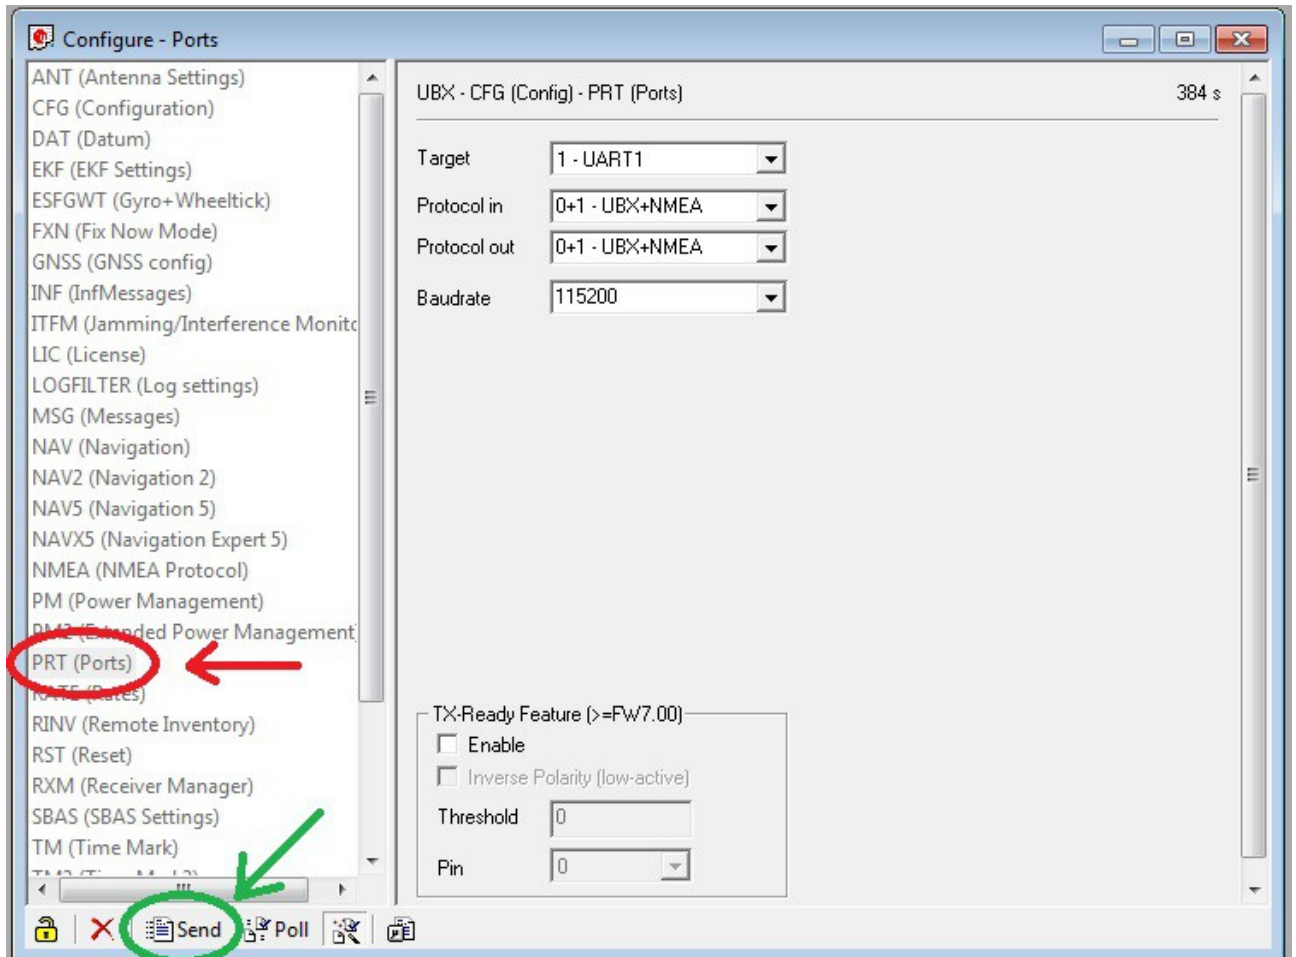 Configure - Ports
ANT (Antenna Settings)
CFG (Configuration)
DAT (Datum)
EKF (EKF Settings)
ESFGWT (Gyro+Wheeltick)
FXN (Fix Now Mode)
GNSS (GNSS config)
INF (InfMessages)
ITFM (Jamming/Interference Monitc
LIC (License)
LOGFILTER (Log settings)
MSG (Messages)
NAV (Navigation)
NAV2 (Navigation 2)
NAV5 (Navigation 5)
NAVX5 (Navigation Expert 5)
NMEA (NMEA Protocol)
PM (Power Management)
PM2 (Extended Power Management)
PRT (Ports)
RATE (Rates)
RINV (Remote Inventory)
RST (Reset)
RXM (Receiver Manager)
SBAS (SBAS Settings)
TM (Time Mark)
UBX - CFG (Config) - PRT (Ports) 384 s
Target 1 - UART1
Protocol in 0+1 - UBX+NMEA
Protocol out 0+1 - UBX+NMEA
Baudrate 115200
TX-Ready Feature (>=FW7.00)
Enable
Inverse Polarity (low-active)
Threshold 0
Pin 0
Send Poll